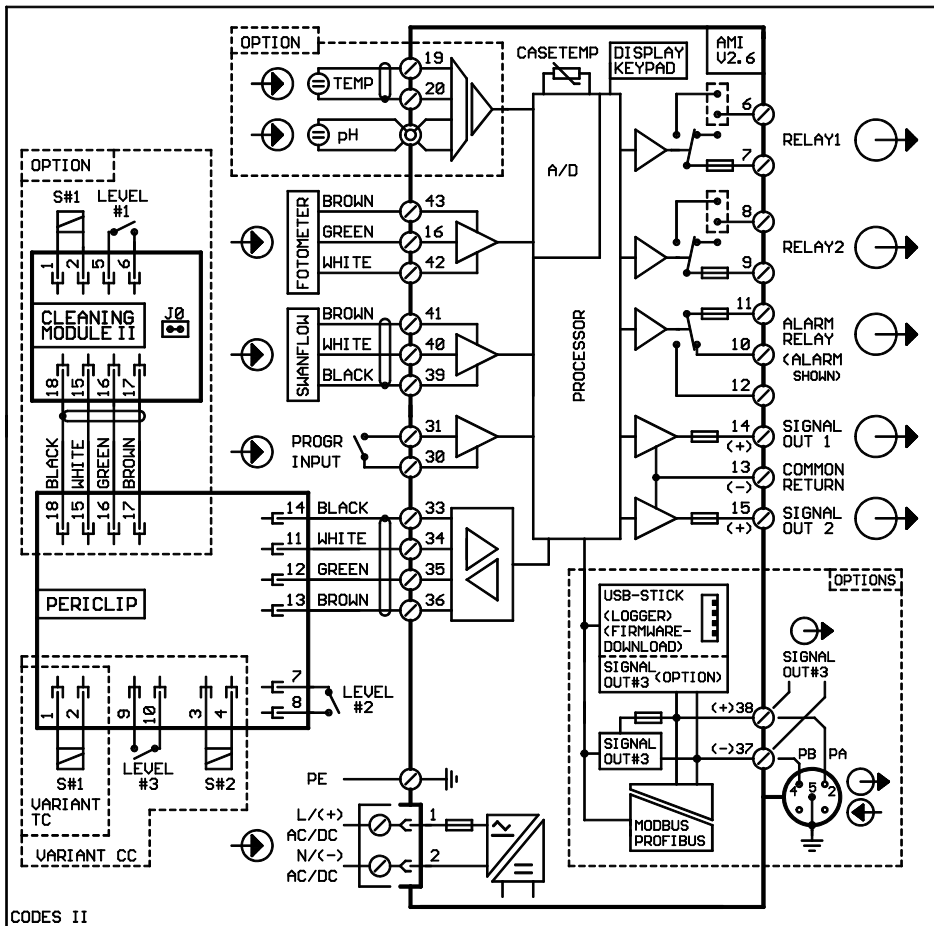 OPTION
TEMP
pH
19
20
CASETEMP
DISPLAY
KEYPAD
AMI
V2.6
A/D
PROCESSOR
6
7
RELAY1
8
9
RELAY2
11
10
12
ALARM
RELAY
(ALARM
SHOWN)
14
(+)
SIGNAL
OUT 1
13
(-)
COMMON
RETURN
15
(+)
SIGNAL
OUT 2
FOTOMETER
BROWN 43
GREEN 16
WHITE 42
SWANFLOW
BROWN 41
WHITE 40
BLACK 39
PROGR
INPUT
31
30
OPTION
S#1
LEVEL
#1
1 2 5 6
CLEANING
MODULE II
J0
18 15 16 17
BLACK
WHITE
GREEN
BROWN
18 15 16 17
14 BLACK 33
11 WHITE 34
12 GREEN 35
13 BROWN 36
PERICLIP
7
8
LEVEL
#2
1 2 9 10 3 4
S#1
LEVEL
#3
S#2
VARIANT
TC
VARIANT CC
PE
L/(+)
AC/DC
1
N/(-)
AC/DC
2
OPTIONS
USB-STICK
(LOGGER)
(FIRMWARE-
DOWNLOAD)
SIGNAL
OUT#3 (OPTION)
SIGNAL
OUT#3
(+)38
(-)37
SIGNAL
OUT#3
PB PA
4 5 2
MODBUS
PROFIBUS
CODES II